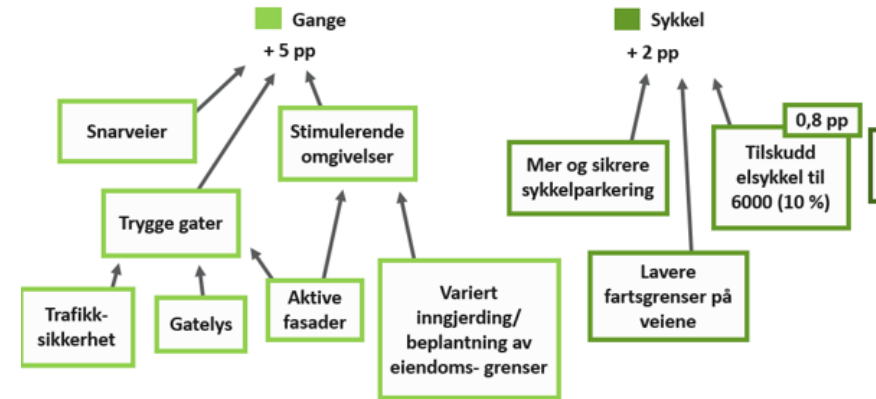 Gange
+ 5 pp
Snarveier
Stimulerende
omgivelser
Trygge gater
Trafikk-
sikkerhet
Gatelys
Aktive
fasader
Variert
inngjerding/
beplantning av
eiendoms- grenser
Sykkel
+ 2 pp
Mer og sikrere
sykkelparkering
0,8 pp
Tilskudd
elsykkel til
6000 (10 %)
Lavere
fartsgrenser på
veiene